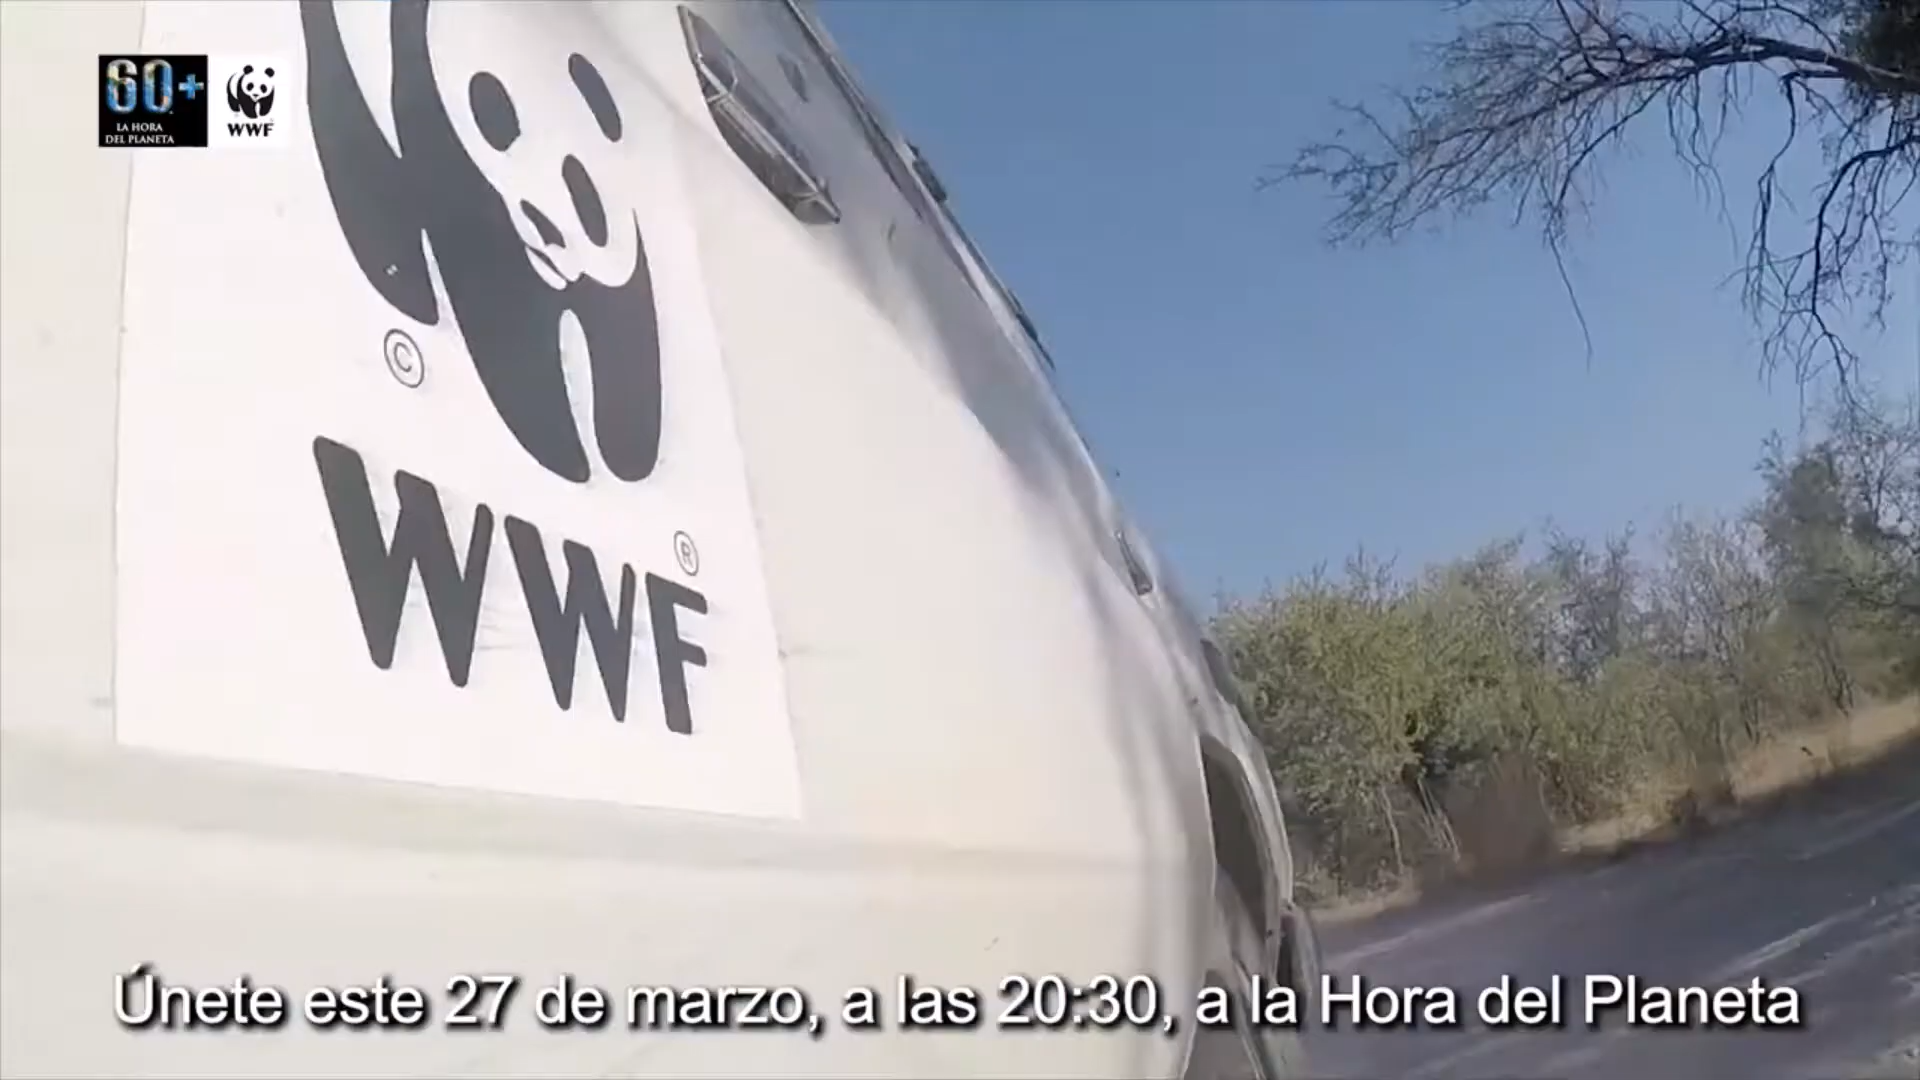 60+
LA HORA
DEL PLANETA
WWF
©
®
WWF
Únete este 27 de marzo, a las 20:30, a la Hora del Planeta